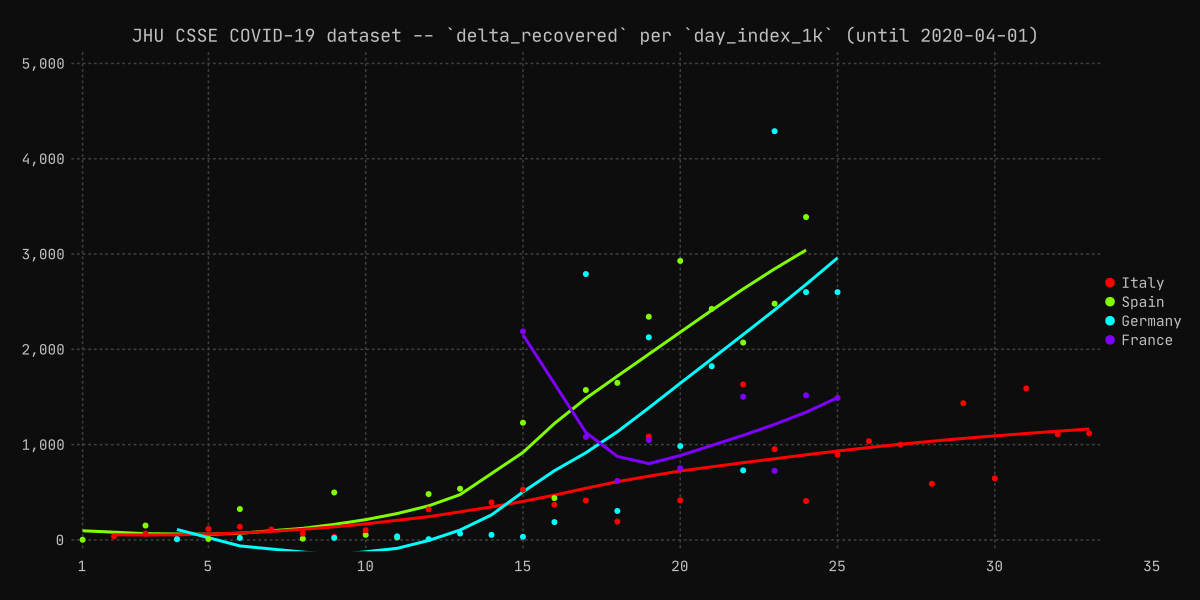 JHU CSSE COVID-19 dataset -- `delta_recovered` per `day_index_1k` (until 2020-04-01)
5,000
4,000
3,000
2,000
1,000
0
1 5 10 15 20 25 30 35
Italy
Spain
Germany
France